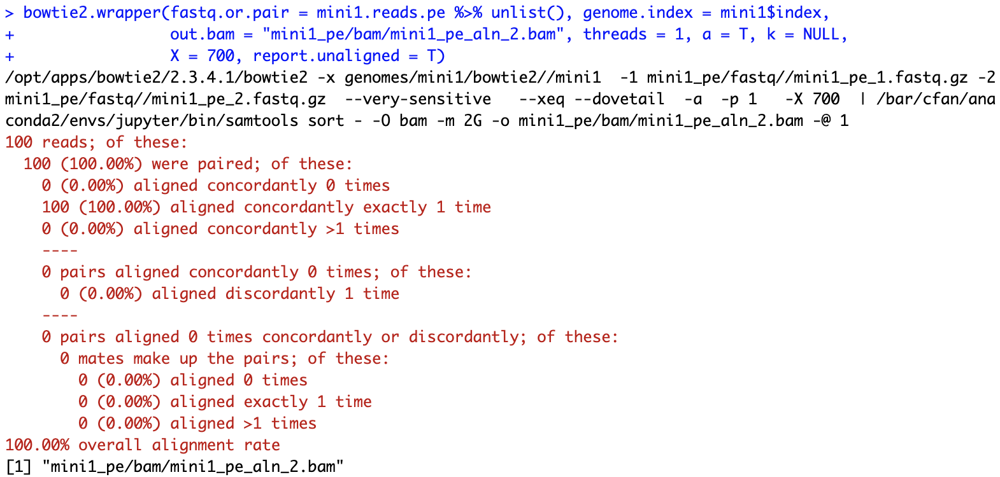 > bowtie2.wrapper(fastq.or.pair = mini1.reads.pe %>% unlist(), genome.index = mini1$index,
+                 out.bam = "mini1_pe/bam/mini1_pe_aln_2.bam", threads = 1, a = T, k = NULL,
+                 X = 700, report.unaligned = T)
/opt/apps/bowtie2/2.3.4.1/bowtie2 -x genomes/mini1/bowtie2//mini1  -1 mini1_pe/fastq//mini1_pe_1.fastq.gz -2
mini1_pe/fastq//mini1_pe_2.fastq.gz  --very-sensitive   --xeq --dovetail  -a  -p 1   -X 700  | /bar/cfan/ana
conda2/envs/jupyter/bin/samtools sort - -O bam -m 2G -o mini1_pe/bam/mini1_pe_aln_2.bam -@ 1
100 reads; of these:
  100 (100.00%) were paired; of these:
    0 (0.00%) aligned concordantly 0 times
    100 (100.00%) aligned concordantly exactly 1 time
    0 (0.00%) aligned concordantly >1 times
    ----
    0 pairs aligned concordantly 0 times; of these:
      0 (0.00%) aligned discordantly 1 time
    ----
    0 pairs aligned 0 times concordantly or discordantly; of these:
      0 mates make up the pairs; of these:
        0 (0.00%) aligned 0 times
        0 (0.00%) aligned exactly 1 time
        0 (0.00%) aligned >1 times
100.00% overall alignment rate
[1] "mini1_pe/bam/mini1_pe_aln_2.bam"